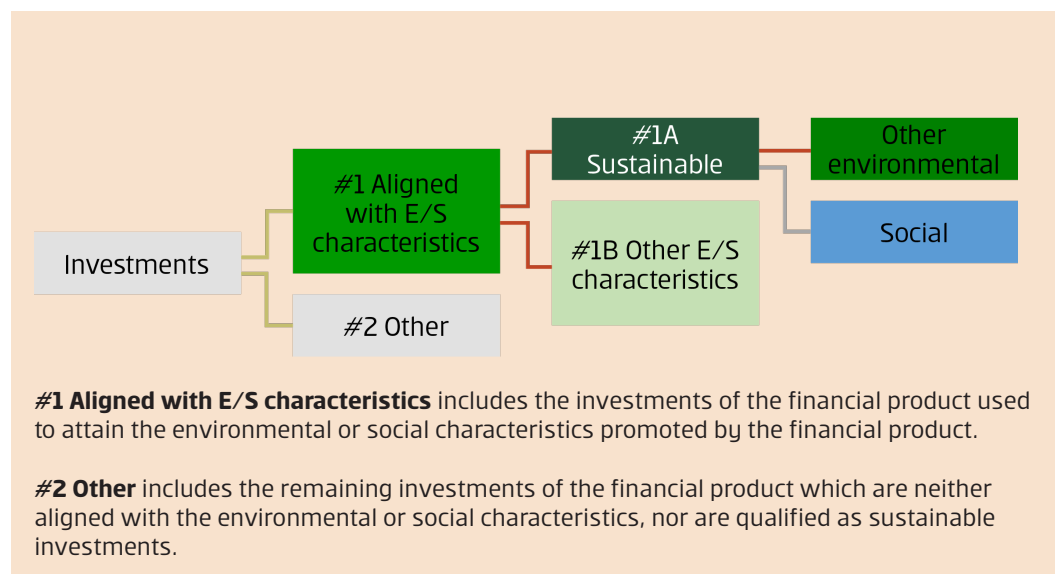 #1A
Sustainable
Other
environmental
#1 Aligned
with E/S
characteristics
Social
#1B Other E/S
characteristics
Investments
#2 Other
#1 Aligned with E/S characteristics includes the investments of the financial product used
to attain the environmental or social characteristics promoted by the financial product.
#2 Other includes the remaining investments of the financial product which are neither
aligned with the environmental or social characteristics, nor are qualified as sustainable
investments.